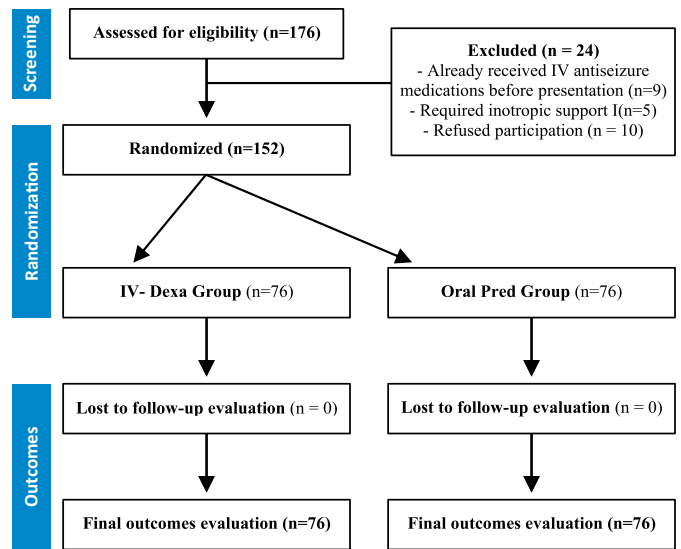 Screening
Assessed for eligibility (n=176)
Excluded (n = 24)
- Already received IV antiseizure
medications before presentation (n=9)
- Required inotropic support I(n=5)
- Refused participation (n = 10)
Randomization
Randomized (n=152)
IV- Dexa Group (n=76)
Oral Pred Group (n=76)
Outcomes
Lost to follow-up evaluation (n = 0)
Lost to follow-up evaluation (n = 0)
Final outcomes evaluation (n=76)
Final outcomes evaluation (n=76)